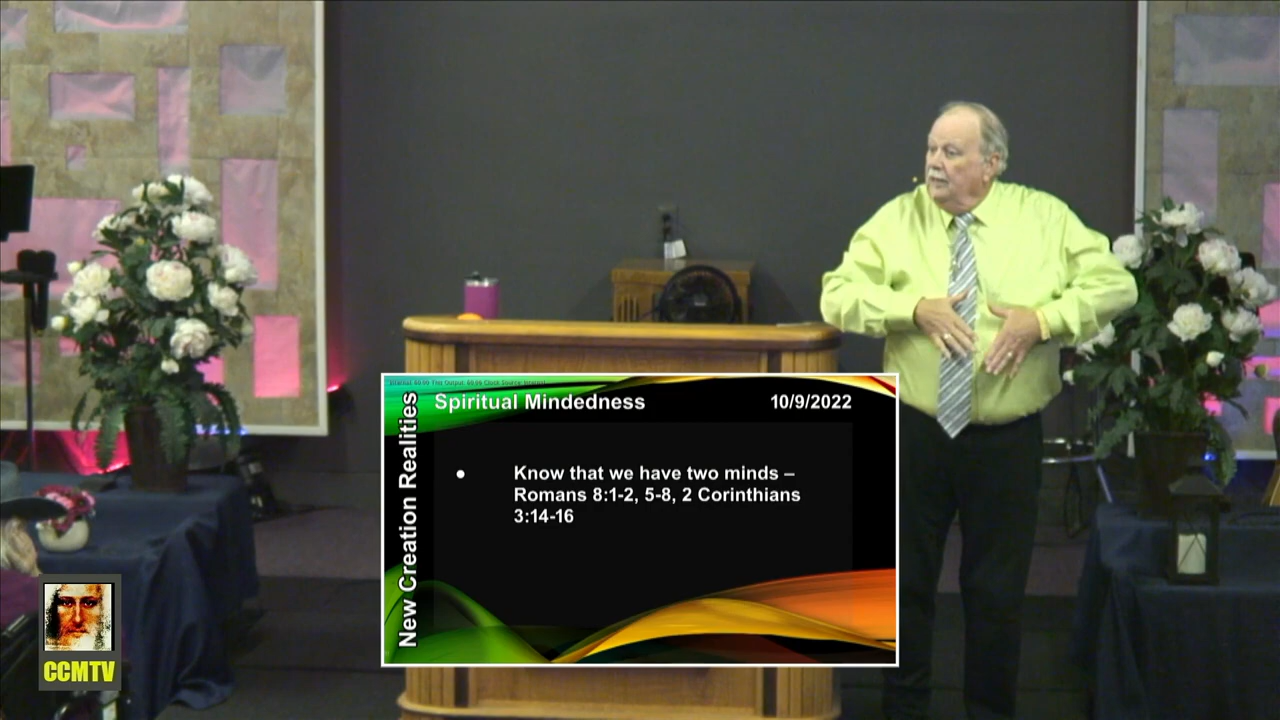 Spiritual Mindedness
10/9/2022
New Creation Realities
● Know that we have two minds –
Romans 8:1-2, 5-8, 2 Corinthians
3:14-16
CCMTV